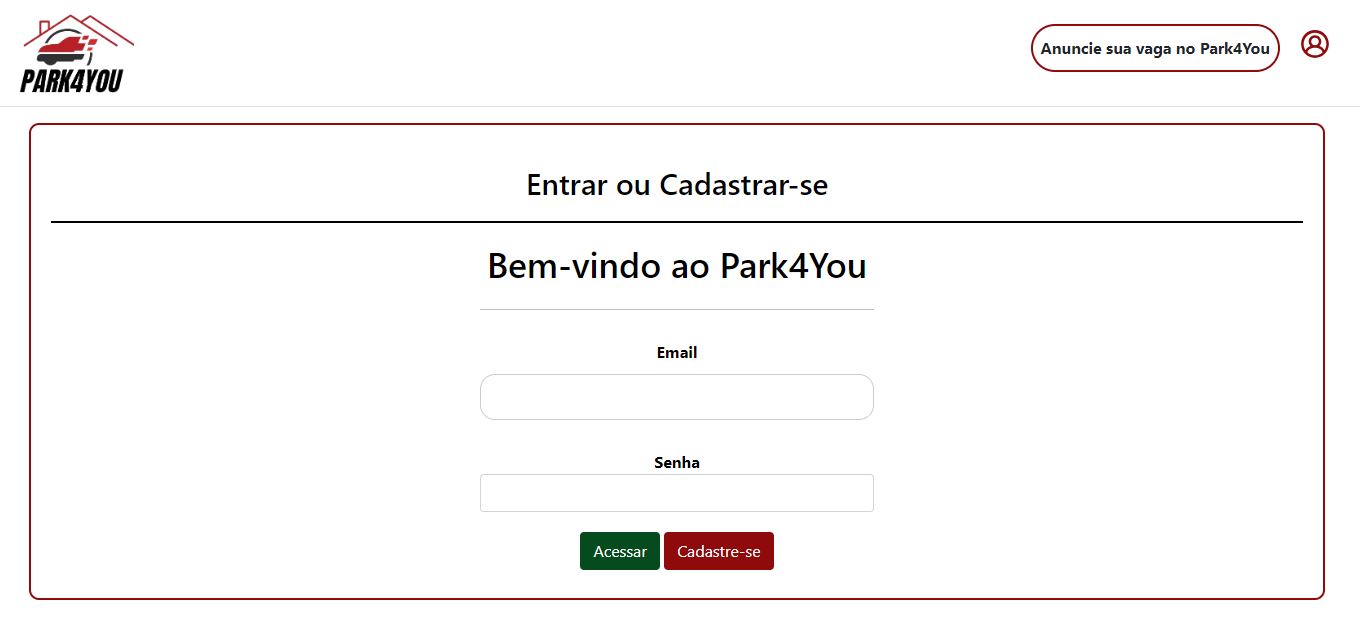 PARK4YOU
Anuncie sua vaga no Park4You
Entrar ou Cadastrar-se
Bem-vindo ao Park4You
Email
Senha
Acessar Cadastre-se